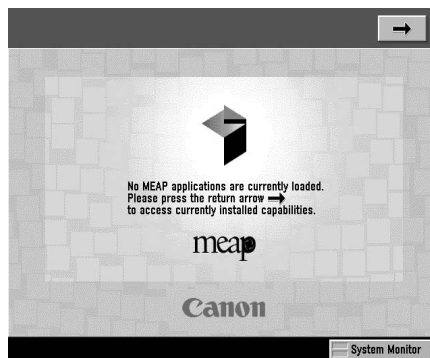 No MEAP applications are currently loaded.
Please press the return arrow
to access currently installed capabilities.
meap
Canon
System Monitor